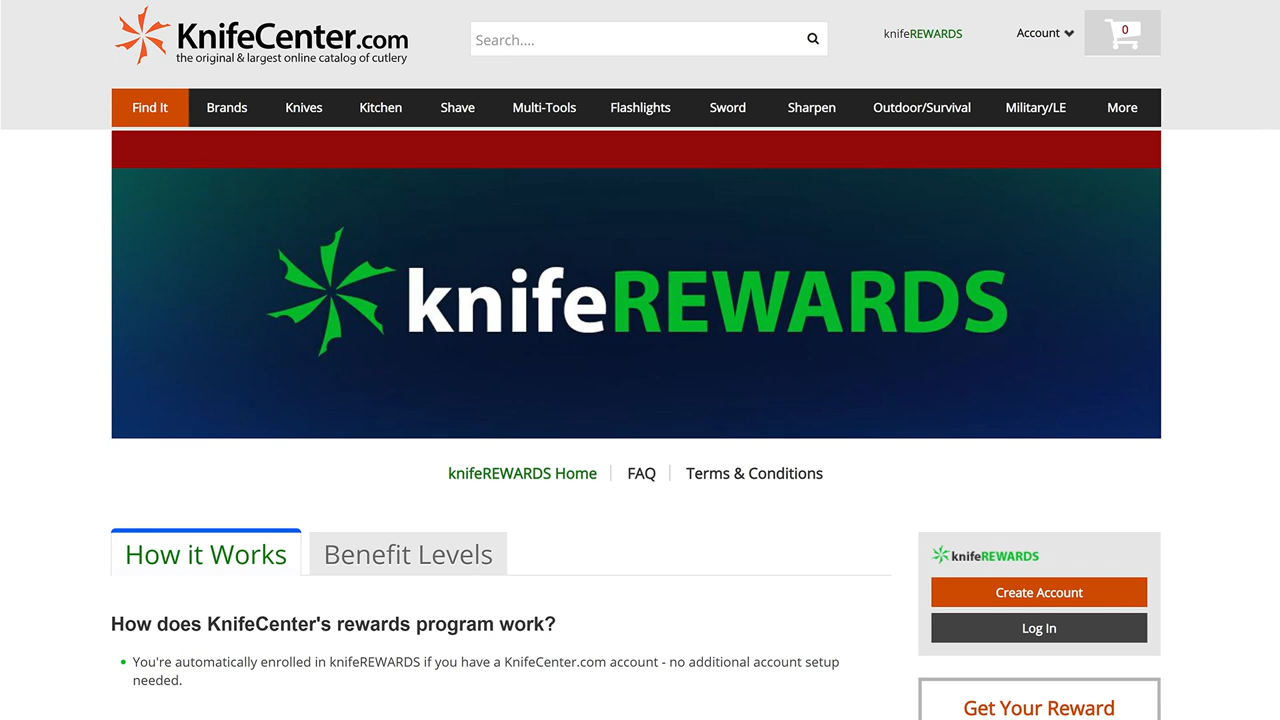 KnifeCenter.com
the original & largest online catalog of cutlery
Search....
knifeREWARDS
Account
0
Find It
Brands
Knives
Kitchen
Shave
Multi-Tools
Flashlights
Sword
Sharpen
Outdoor/Survival
Military/LE
More
knifeREWARDS
knifeREWARDS Home
FAQ
Terms & Conditions
How it Works
Benefit Levels
How does KnifeCenter's rewards program work?
You're automatically enrolled in knifeREWARDS if you have a KnifeCenter.com account - no additional account setup
needed.
knifeREWARDS
Create Account
Log In
Get Your Reward